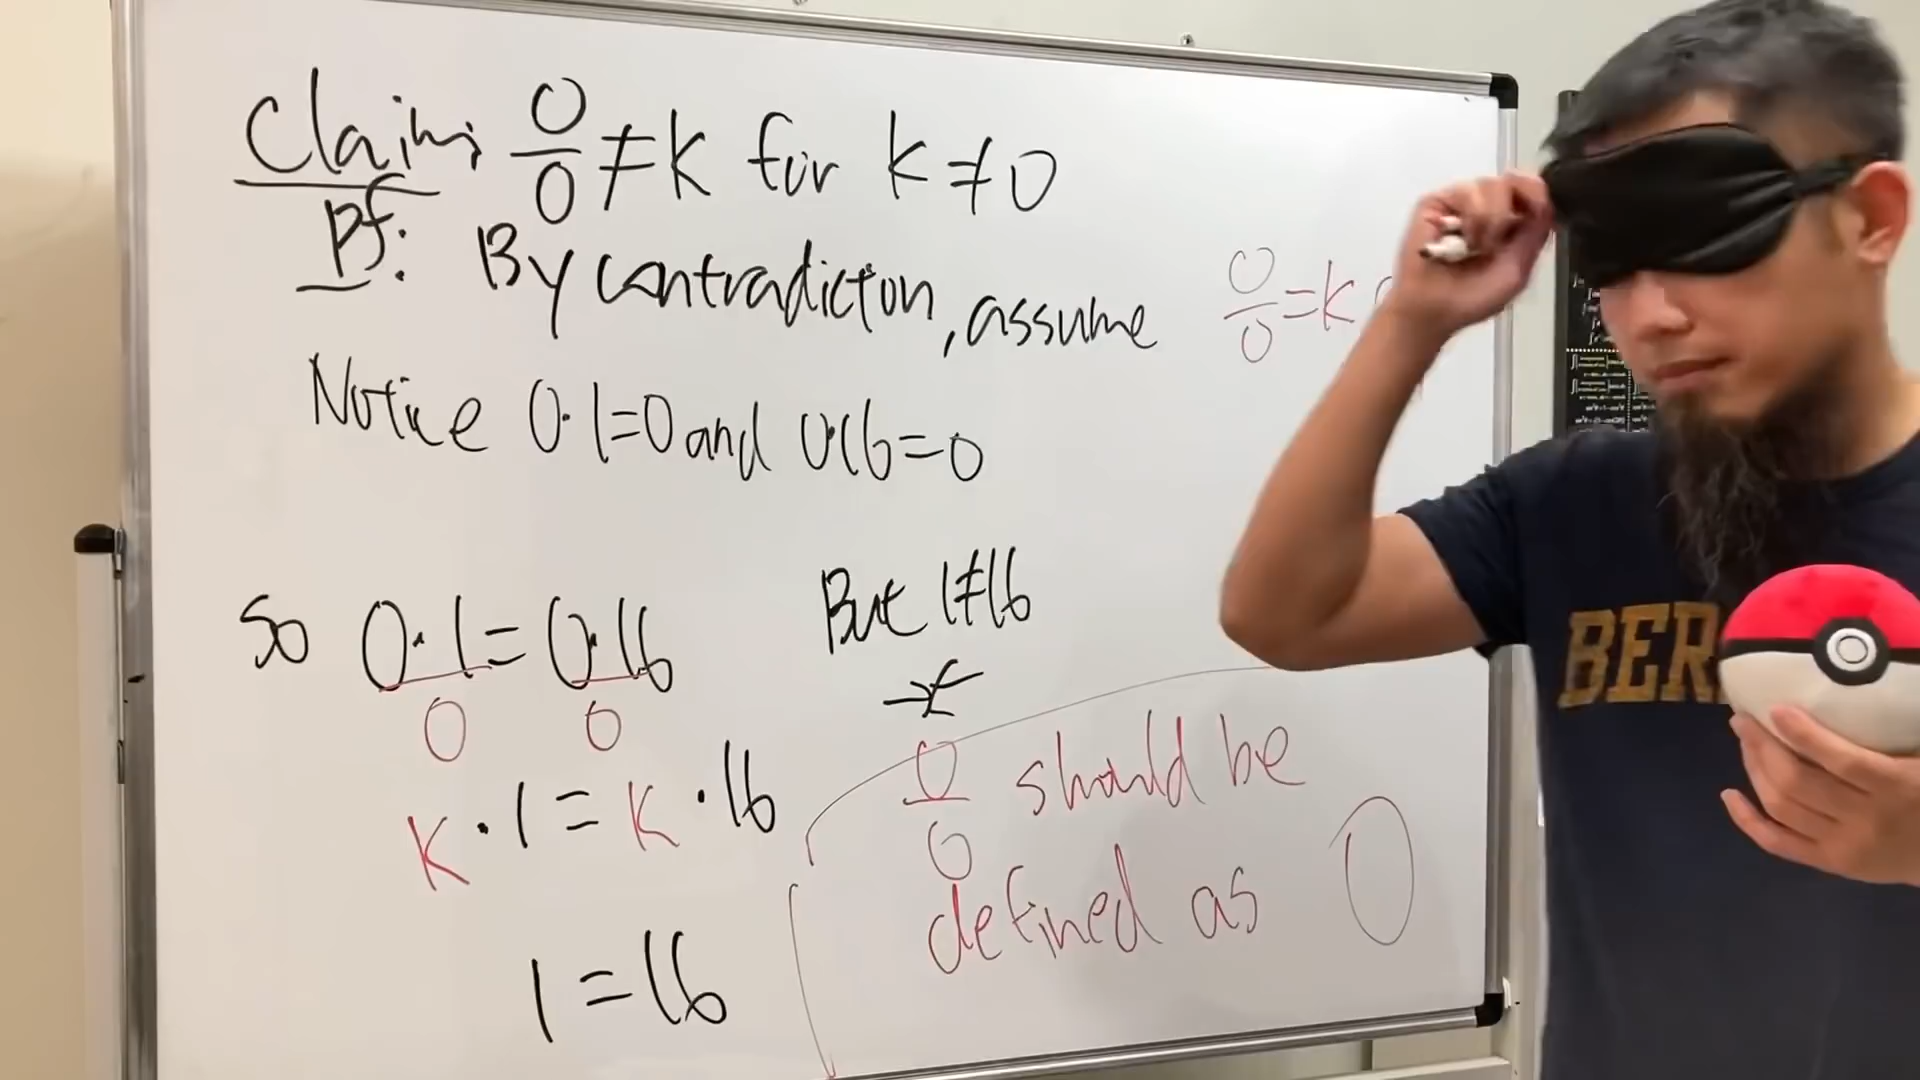 Claim: 0/0 ≠ K for K ≠ 0
Pf: By contradicton, assume 0/0 = K
Notice 0·1=0 and 0·16=0
So 0·1/0 = 0·16/0
But 1≠16
K·1 = K·16
1 = 16
0/0 should be
defined as 0
BER